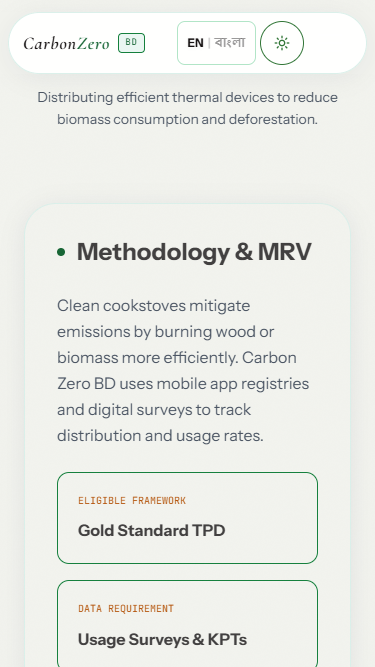 CarbonZero BD EN | বাংলা
Distributing efficient thermal devices to reduce
biomass consumption and deforestation.
Methodology & MRV
Clean cookstoves mitigate
emissions by burning wood or
biomass more efficiently. Carbon
Zero BD uses mobile app registries
and digital surveys to track
distribution and usage rates.
ELIGIBLE FRAMEWORK
Gold Standard TPD
DATA REQUIREMENT
Usage Surveys & KPTs